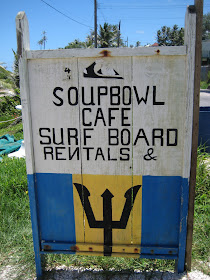 SOUPBOWL
CAFE
SURF BOARD
RENTALS &